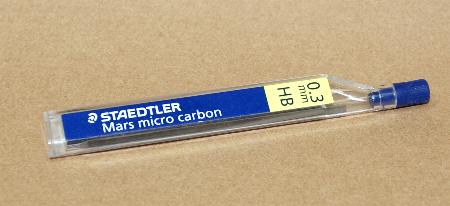 STAEDTLER
Mars micro carbon
0.3
mm
HB